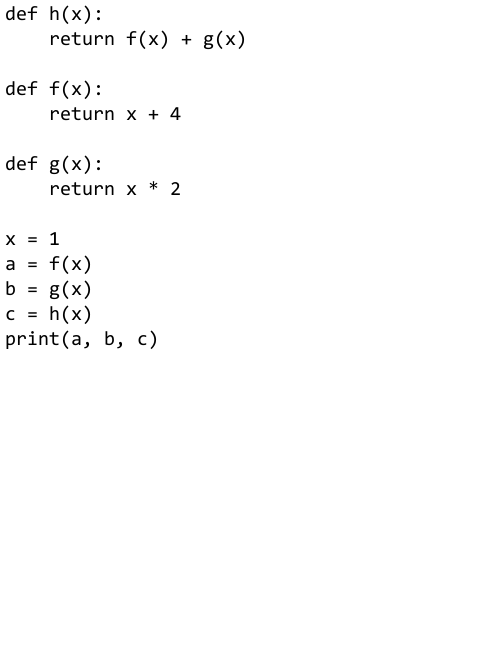 def h(x):
    return f(x) + g(x)

def f(x):
    return x + 4

def g(x):
    return x * 2

x = 1
a = f(x)
b = g(x)
c = h(x)
print(a, b, c)